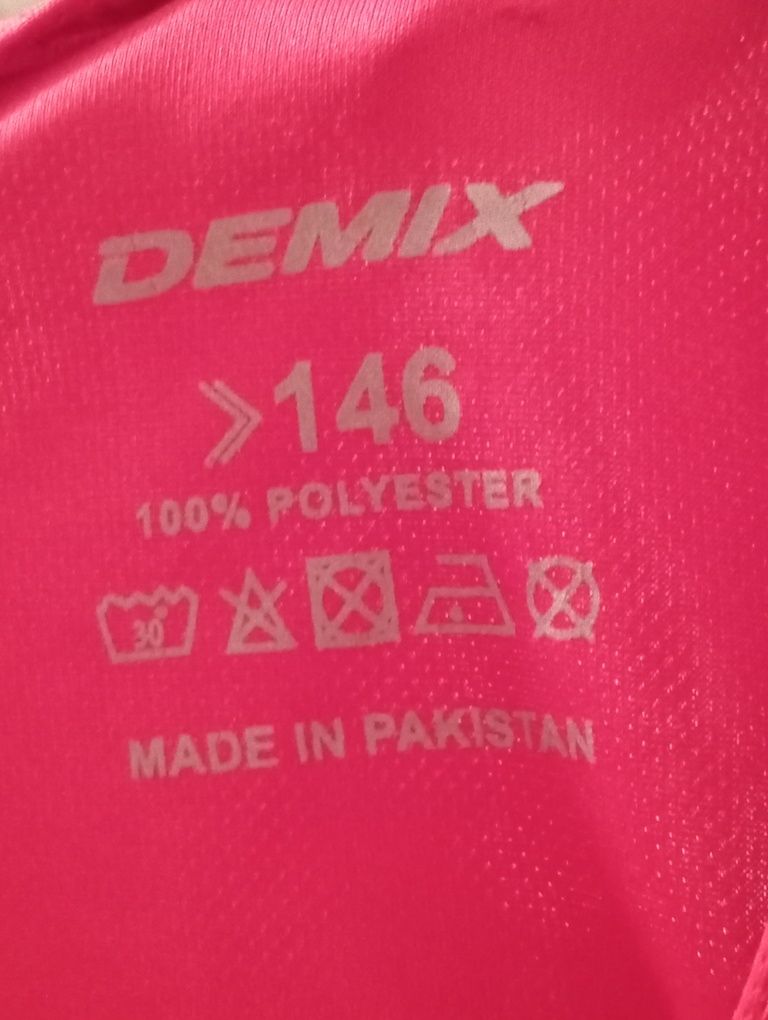 DEMIX
146
100% POLYESTER
30°
MADE IN PAKISTAN